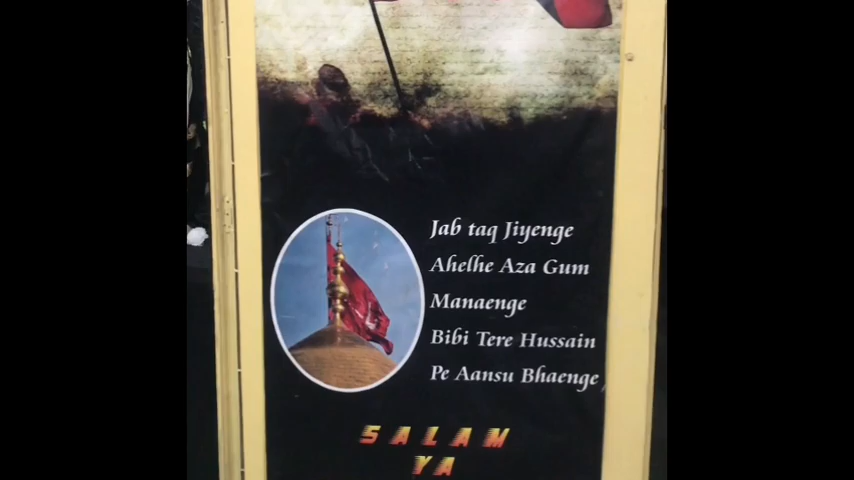 Jab taq Jiyenge
Ahelhe Aza Gum
Manaenge
Bibi Tere Hussain
Pe Aansu Bhaenge,
SALAM
YA